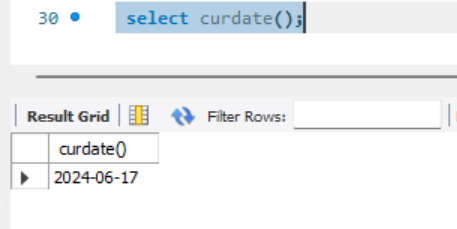 30 select curdate();
Result Grid Filter Rows:
curdate()
2024-06-17